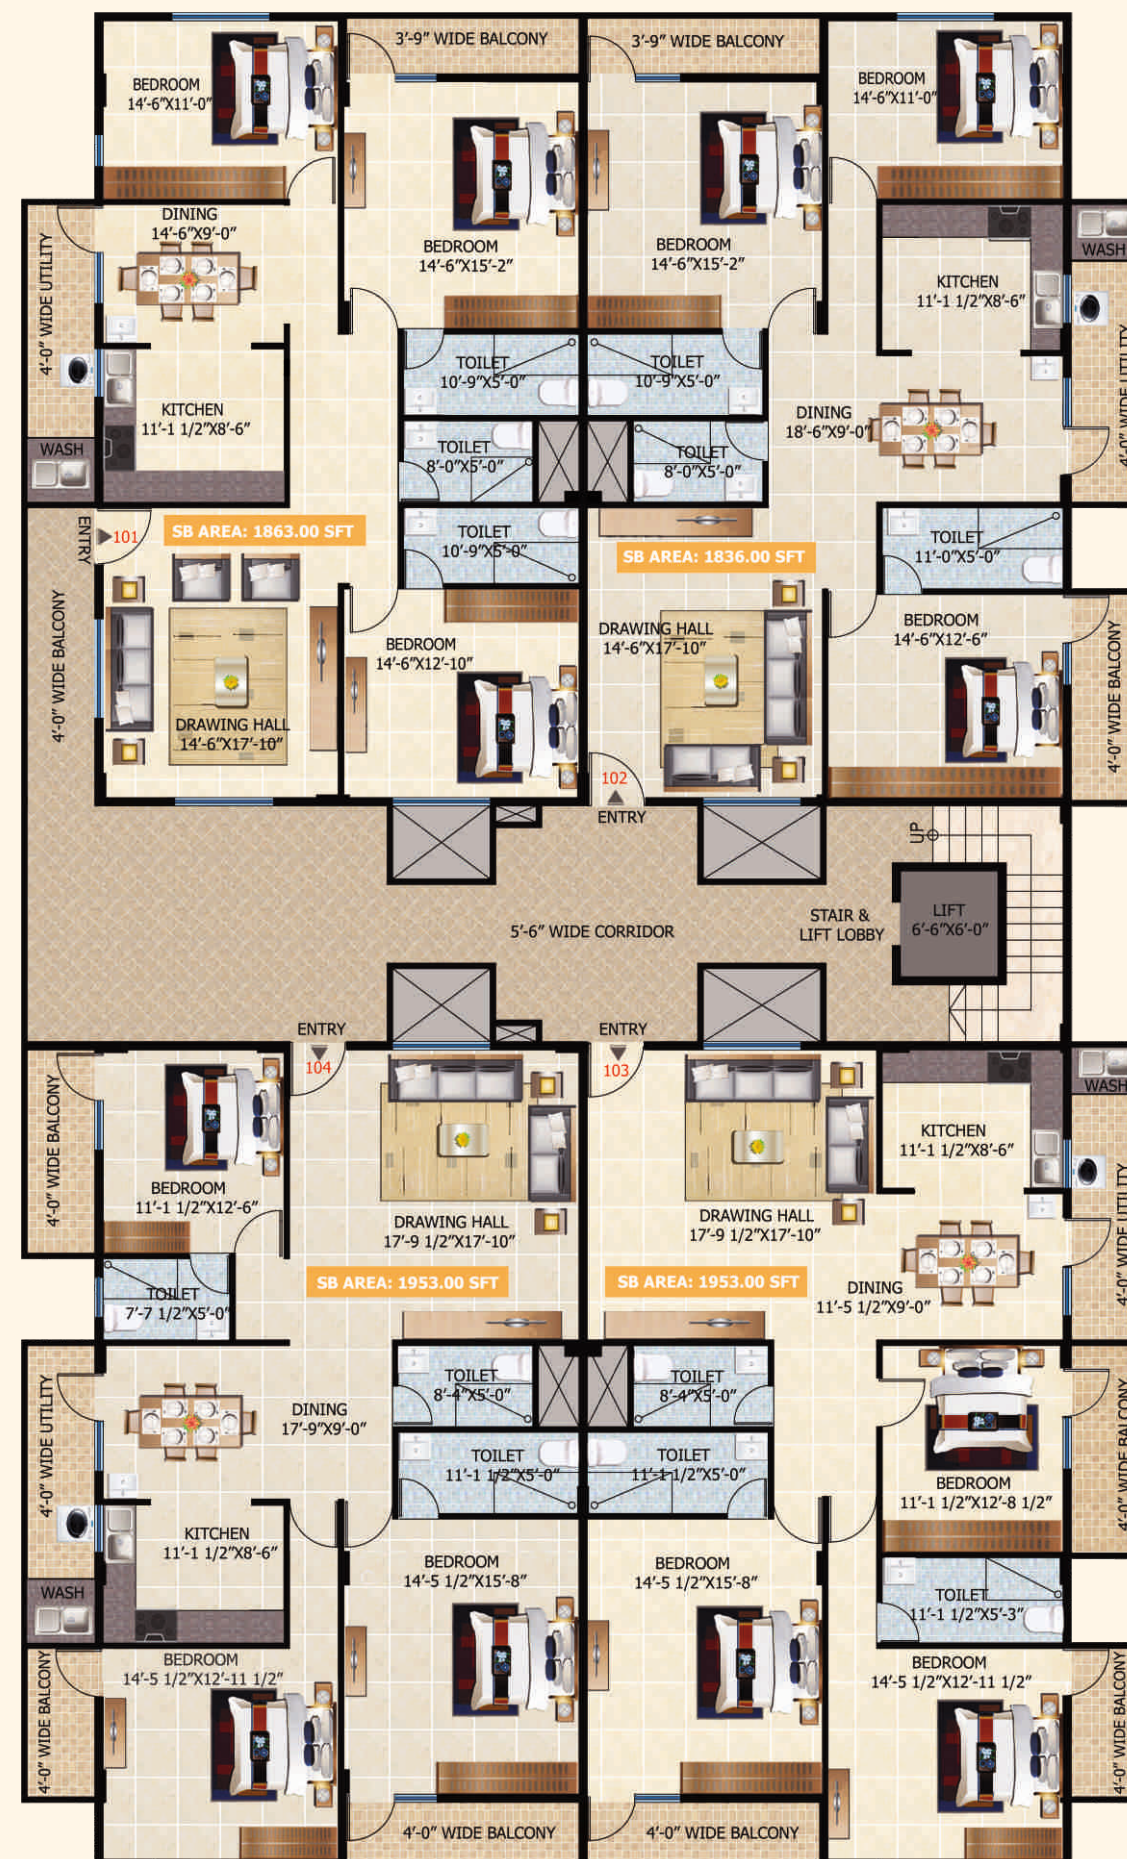 3'-9" WIDE BALCONY
3'-9" WIDE BALCONY
BEDROOM
14'-6"X11'-0"
BEDROOM
14'-6"X11'-0"
DINING
14'-6"X9'-0"
BEDROOM
14'-6"X15'-2"
BEDROOM
14'-6"X15'-2"
WASH
4'-0" WIDE UTILITY
KITCHEN
11'-1 1/2"X8'-6"
4'-0" WIDE UTILITY
TOILET
10'-9"X5'-0"
TOILET
10'-9"X5'-0"
KITCHEN
11'-1 1/2"X8'-6"
DINING
18'-6"X9'-0"
WASH
TOILET
8'-0"X5'-0"
TOILET
8'-0"X5'-0"
ENTRY
101
SB AREA: 1863.00 SFT
TOILET
10'-9"X5'-0"
SB AREA: 1836.00 SFT
TOILET
11'-0"X5'-0"
4'-0" WIDE BALCONY
DRAWING HALL
14'-6"X17'-10"
BEDROOM
14'-6"X12'-10"
DRAWING HALL
14'-6"X17'-10"
BEDROOM
14'-6"X12'-6"
4'-0" WIDE BALCONY
102
ENTRY
UP
5'-6" WIDE CORRIDOR
STAIR &
LIFT LOBBY
LIFT
6'-6"X6'-0"
ENTRY
104
ENTRY
103
4'-0" WIDE BALCONY
BEDROOM
11'-1 1/2"X12'-6"
DRAWING HALL
17'-9 1/2"X17'-10"
DRAWING HALL
17'-9 1/2"X17'-10"
KITCHEN
11'-1 1/2"X8'-6"
WASH
4'-0" WIDE UTILITY
SB AREA: 1953.00 SFT
SB AREA: 1953.00 SFT
TOILET
7'-7 1/2"X5'-0"
DINING
11'-5 1/2"X9'-0"
TOILET
8'-4"X5'-0"
TOILET
8'-4"X5'-0"
4'-0" WIDE UTILITY
DINING
17'-9"X9'-0"
TOILET
11'-1 1/2"X5'-0"
TOILET
11'-1 1/2"X5'-0"
BEDROOM
11'-1 1/2"X12'-8 1/2"
4'-0" WIDE BALCONY
KITCHEN
11'-1 1/2"X8'-6"
WASH
BEDROOM
14'-5 1/2"X15'-8"
BEDROOM
14'-5 1/2"X15'-8"
TOILET
11'-1 1/2"X5'-3"
BEDROOM
14'-5 1/2"X12'-11 1/2"
BEDROOM
14'-5 1/2"X12'-11 1/2"
4'-0" WIDE BALCONY
4'-0" WIDE BALCONY
4'-0" WIDE BALCONY
4'-0" WIDE BALCONY